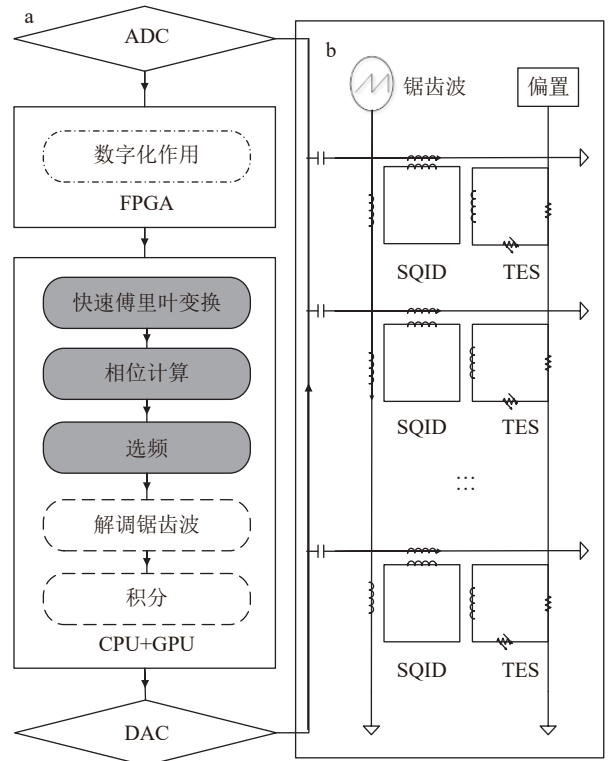 a
ADC
数字化作用
FPGA
快速傅里叶变换
相位计算
选频
解调锯齿波
积分
CPU+GPU
DAC
b
锯齿波
偏置
SQID
TES
SQID
TES
...
SQID
TES